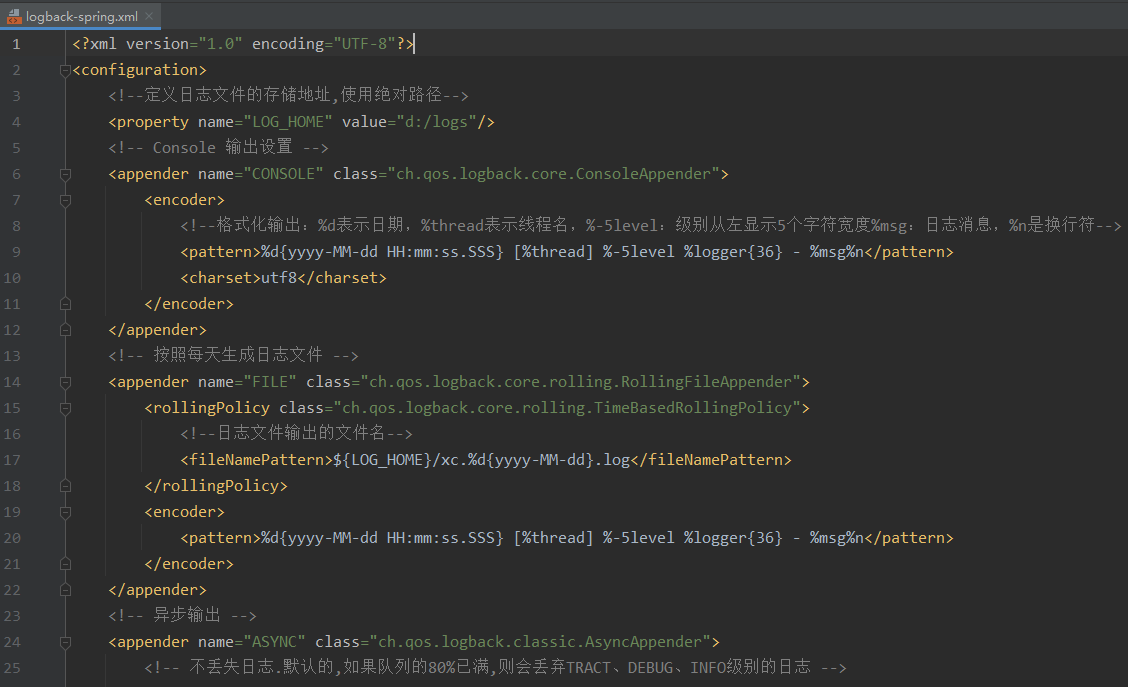 logback-spring.xml
1 <?xml version="1.0" encoding="UTF-8"?>
2 <configuration>
3 <!--定义日志文件的存储地址,使用绝对路径-->
4 <property name="LOG_HOME" value="d:/logs"/>
5 <!-- Console 输出设置 -->
6 <appender name="CONSOLE" class="ch.qos.logback.core.ConsoleAppender">
7 <encoder>
8 <!--格式化输出：%d表示日期，%thread表示线程名，%-5level：级别从左显示5个字符宽度%msg：日志消息，%n是换行符-->
9 <pattern>%d{yyyy-MM-dd HH:mm:ss.SSS} [%thread] %-5level %logger{36} - %msg%n</pattern>
10 <charset>utf8</charset>
11 </encoder>
12 </appender>
13 <!-- 按照每天生成日志文件 -->
14 <appender name="FILE" class="ch.qos.logback.core.rolling.RollingFileAppender">
15 <rollingPolicy class="ch.qos.logback.core.rolling.TimeBasedRollingPolicy">
16 <!--日志文件输出的文件名-->
17 <fileNamePattern>${LOG_HOME}/xc.%d{yyyy-MM-dd}.log</fileNamePattern>
18 </rollingPolicy>
19 <encoder>
20 <pattern>%d{yyyy-MM-dd HH:mm:ss.SSS} [%thread] %-5level %logger{36} - %msg%n</pattern>
21 </encoder>
22 </appender>
23 <!-- 异步输出 -->
24 <appender name="ASYNC" class="ch.qos.logback.classic.AsyncAppender">
25 <!-- 不丢失日志.默认的,如果队列的80%已满,则会丢弃TRACT、DEBUG、INFO级别的日志 -->